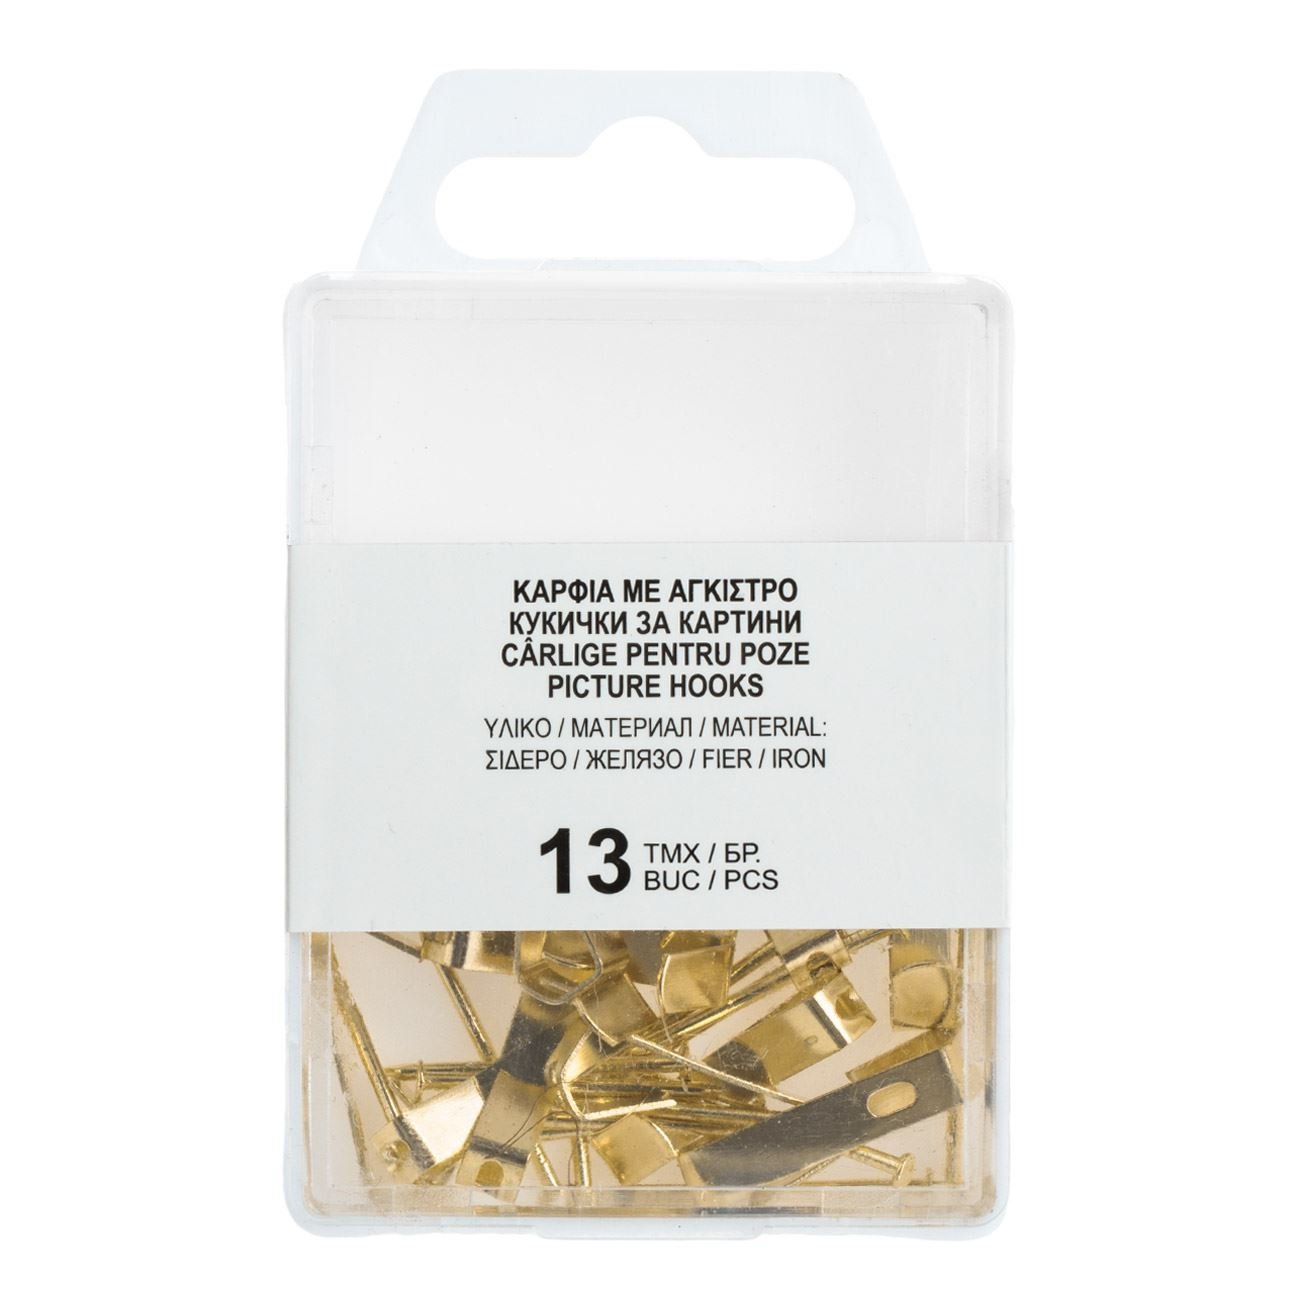 ΚΑΡΦΙΑ ΜΕ ΑΓΚΙΣΤΡΟ
КУКИЧКИ ЗА КАРТИНИ
CÂRLIGE PENTRU POZE
PICTURE HOOKS
ΥΛΙΚΟ / МАТЕРИАЛ / MATERIAL:
ΣΙΔΕΡΟ / ЖЕЛЯЗО / FIER / IRON
13 ΤΜΧ / БР.
BUC / PCS